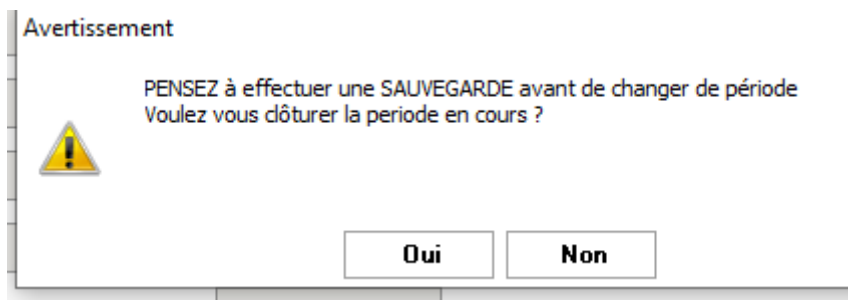 Avertissement
PENSEZ à effectuer une SAUVEGARDE avant de changer de période
Voulez vous clôturer la periode en cours ?
Oui Non